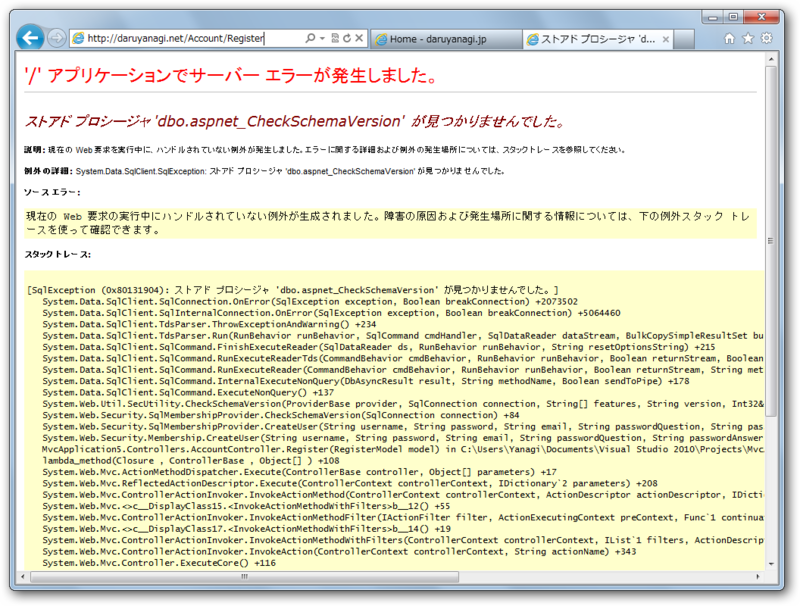 http://daruyanagi.net/Account/Register
Home - daruyanagi.jp
ストアド プロシージャ 'd...
'/' アプリケーションでサーバー エラーが発生しました。
ストアド プロシージャ 'dbo.aspnet_CheckSchemaVersion' が見つかりませんでした。
説明: 現在の Web 要求を実行中に、ハンドルされていない例外が発生しました。エラーに関する詳細および例外の発生場所については、スタック トレースを参照してください。
例外の詳細: System.Data.SqlClient.SqlException: ストアド プロシージャ 'dbo.aspnet_CheckSchemaVersion' が見つかりませんでした。
ソース エラー:
現在の Web 要求の実行中にハンドルされていない例外が生成されました。障害の原因および発生場所に関する情報については、下の例外スタック トレ
ースを使って確認できます。
スタック トレース:
[SqlException (0x80131904): ストアド プロシージャ 'dbo.aspnet_CheckSchemaVersion' が見つかりませんでした。]
System.Data.SqlClient.SqlConnection.OnError(SqlException exception, Boolean breakConnection) +2073502
System.Data.SqlClient.SqlInternalConnection.OnError(SqlException exception, Boolean breakConnection) +5064460
System.Data.SqlClient.TdsParser.ThrowExceptionAndWarning() +234
System.Data.SqlClient.TdsParser.Run(RunBehavior runBehavior, SqlCommand cmdHandler, SqlDataReader dataStream, BulkCopySimpleResultSet bu
System.Data.SqlClient.SqlCommand.FinishExecuteReader(SqlDataReader ds, RunBehavior runBehavior, String resetOptionsString) +215
System.Data.SqlClient.SqlCommand.RunExecuteReaderTds(CommandBehavior cmdBehavior, RunBehavior runBehavior, Boolean returnStream, Boolean
System.Data.SqlClient.SqlCommand.RunExecuteReader(CommandBehavior cmdBehavior, RunBehavior runBehavior, Boolean returnStream, String met
System.Data.SqlClient.SqlCommand.InternalExecuteNonQuery(DbAsyncResult result, String methodName, Boolean sendToPipe) +178
System.Data.SqlClient.SqlCommand.ExecuteNonQuery() +137
System.Web.Util.SecUtility.CheckSchemaVersion(ProviderBase provider, SqlConnection connection, String[] features, String version, Int32&
System.Web.Security.SqlMembershipProvider.CheckSchemaVersion(SqlConnection connection) +84
System.Web.Security.SqlMembershipProvider.CreateUser(String username, String password, String email, String passwordQuestion, String pas
System.Web.Security.Membership.CreateUser(String username, String password, String email, String passwordQuestion, String passwordAnswer
MvcApplication5.Controllers.AccountController.Register(RegisterModel model) in C:\Users\Yanagi\Documents\Visual Studio 2010\Projects\Mvc
lambda_method(Closure , ControllerBase , Object[] ) +108
System.Web.Mvc.ActionMethodDispatcher.Execute(ControllerBase controller, Object[] parameters) +17
System.Web.Mvc.ReflectedActionDescriptor.Execute(ControllerContext controllerContext, IDictionary`2 parameters) +208
System.Web.Mvc.ControllerActionInvoker.InvokeActionMethod(ControllerContext controllerContext, ActionDescriptor actionDescriptor, IDicti
System.Web.Mvc.<>c__DisplayClass15.<InvokeActionMethodWithFilters>b__12() +55
System.Web.Mvc.ControllerActionInvoker.InvokeActionMethodFilter(IActionFilter filter, ActionExecutingContext preContext, Func`1 continua
System.Web.Mvc.<>c__DisplayClass17.<InvokeActionMethodWithFilters>b__14() +19
System.Web.Mvc.ControllerActionInvoker.InvokeActionMethodWithFilters(ControllerContext controllerContext, IList`1 filters, ActionDescrip
System.Web.Mvc.ControllerActionInvoker.InvokeAction(ControllerContext controllerContext, String actionName) +343
System.Web.Mvc.Controller.ExecuteCore() +116